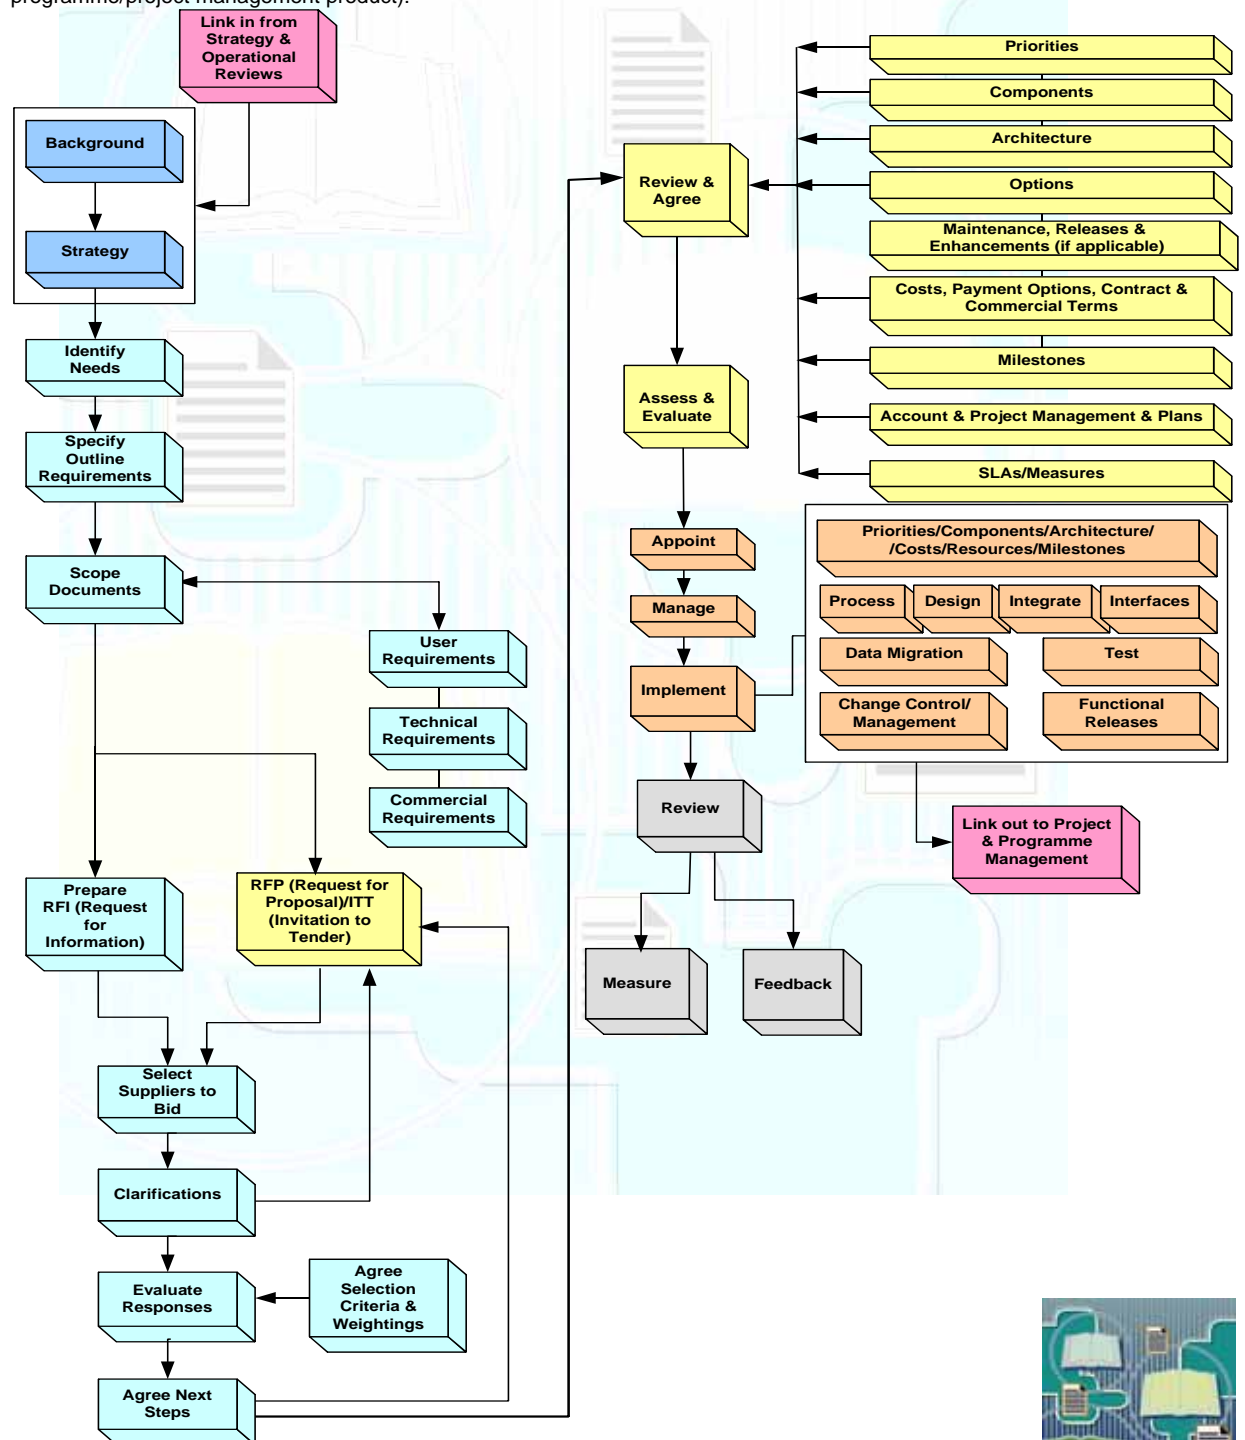 programme/project management product).
Link in from
Strategy &
Operational
Reviews
Background
Strategy
Identify
Needs
Specify
Outline
Requirements
Scope
Documents
User
Requirements
Technical
Requirements
Commercial
Requirements
Prepare
RFI (Request
for
Information)
RFP (Request for
Proposal)/ITT
(Invitation to
Tender)
Select
Suppliers to
Bid
Clarifications
Evaluate
Responses
Agree
Selection
Criteria &
Weightings
Agree Next
Steps
Review &
Agree
Assess &
Evaluate
Appoint
Manage
Implement
Review
Measure
Feedback
Priorities
Components
Architecture
Options
Maintenance, Releases &
Enhancements (if applicable)
Costs, Payment Options, Contract &
Commercial Terms
Milestones
Account & Project Management & Plans
SLAs/Measures
Priorities/Components/Architecture/
/Costs/Resources/Milestones
Process
Design
Integrate
Interfaces
Data Migration
Test
Change Control/
Management
Functional
Releases
Link out to Project
& Programme
Management